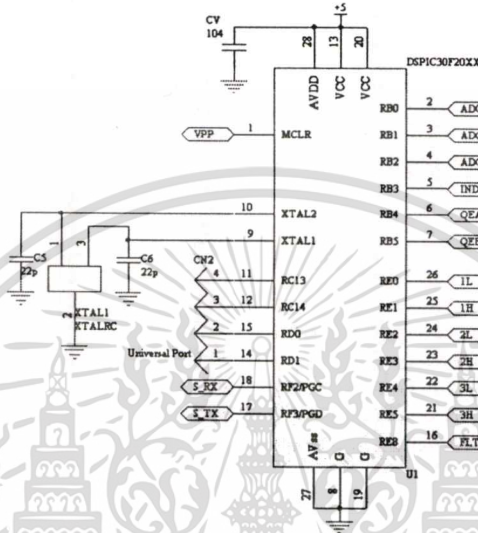 +5
CV
104
28
13
20
AVDD
VCC
VCC
DSPIC30F20XX
VPP
1
MCLR
RB0
2
RB1
3
RB2
4
RB3
5
IND
RB4
6
RB5
7
10
XTAL2
9
XTAL1
C5
22p
1
3
C6
22p
2
XTAL1
XTALRC
CN2
4
11
RC13
3
12
RC14
2
15
RD0
Universal Port
1
14
RD1
S_RX
18
RF2/PGC
S_TX
17
RF3/PGD
RE0
26
1L
RE1
25
1H
RE2
24
2L
RE3
23
2H
RE4
22
3L
RE5
21
3H
RE8
16
FLT
AVss
G
G
27
8
19
U1